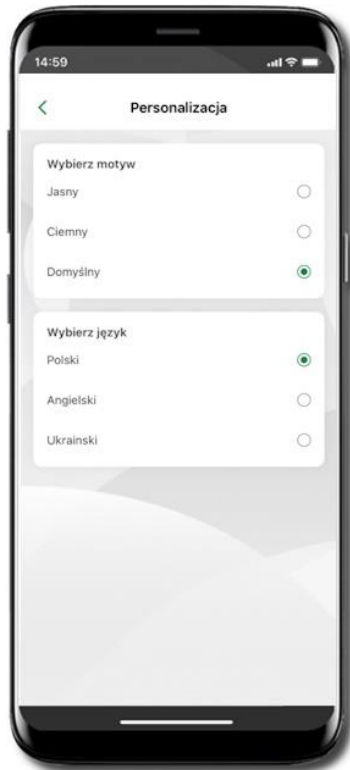 14:59
Personalizacja
Wybierz motyw
Jasny
Ciemny
Domyślny
Wybierz język
Polski
Angielski
Ukrainski